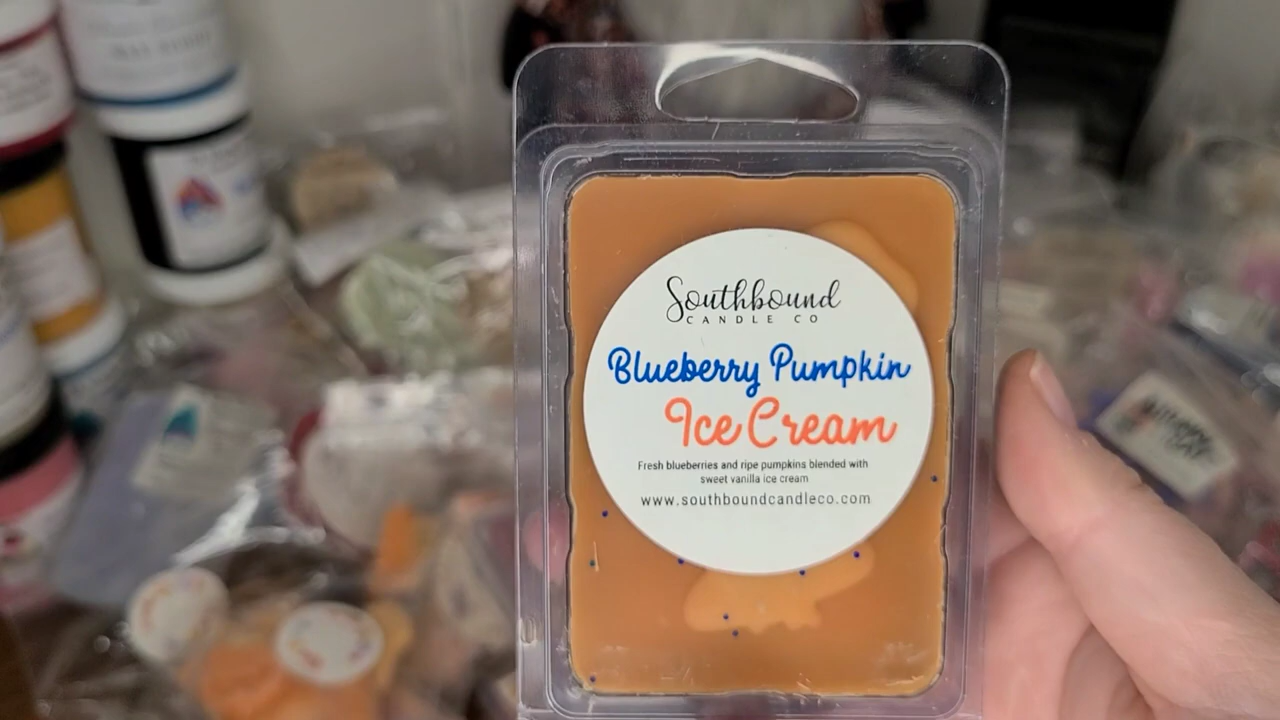 Southbound
CANDLE CO
Blueberry Pumpkin
Ice Cream
Fresh blueberries and ripe pumpkins blended with
sweet vanilla ice cream
www.southboundcandleco.com